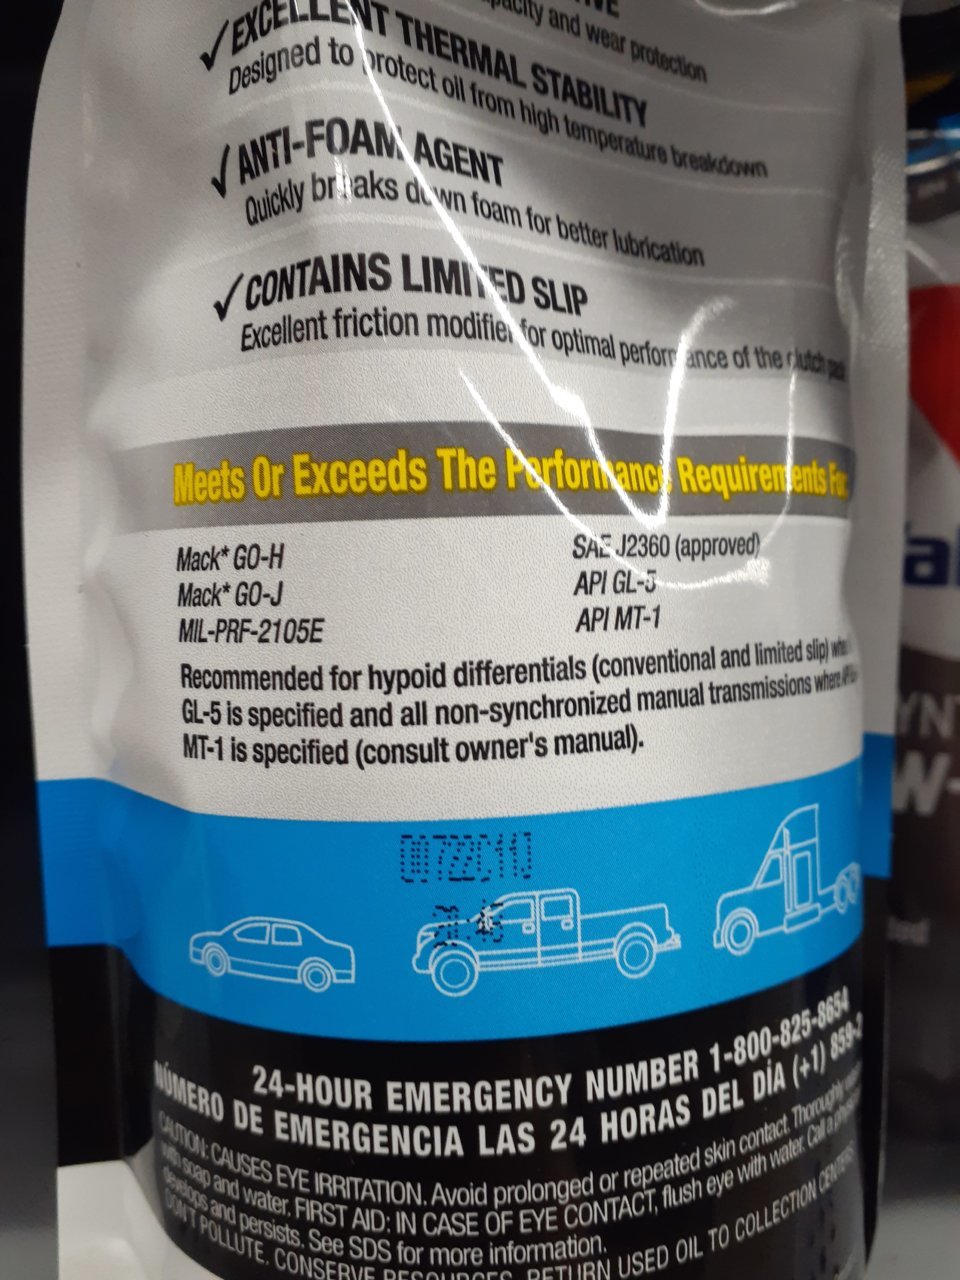 capacity and wear protection
✓ EXCELLENT THERMAL STABILITY
Designed to protect oil from high temperature breakdown
✓ ANTI-FOAM AGENT
Quickly breaks down foam for better lubrication
✓ CONTAINS LIMITED SLIP
Excellent friction modifier for optimal performance of the clutch pack
Meets Or Exceeds The Performance Requirements For:
Mack* GO-H
Mack* GO-J
MIL-PRF-2105E
SAE J2360 (approved)
API GL-5
API MT-1
Recommended for hypoid differentials (conventional and limited slip) where
GL-5 is specified and all non-synchronized manual transmissions where API
MT-1 is specified (consult owner's manual).
24-HOUR EMERGENCY NUMBER 1-800-825-8654
NÚMERO DE EMERGENCIA LAS 24 HORAS DEL DÍA (+1) 859-
CAUTION: CAUSES EYE IRRITATION. Avoid prolonged or repeated skin contact. Thoroughly
with soap and water. FIRST AID: IN CASE OF EYE CONTACT, flush eye with water. Call a
develops and persists. See SDS for more information.
DON'T POLLUTE. CONSERVE RESOURCES. RETURN USED OIL TO COLLECTION CENTERS